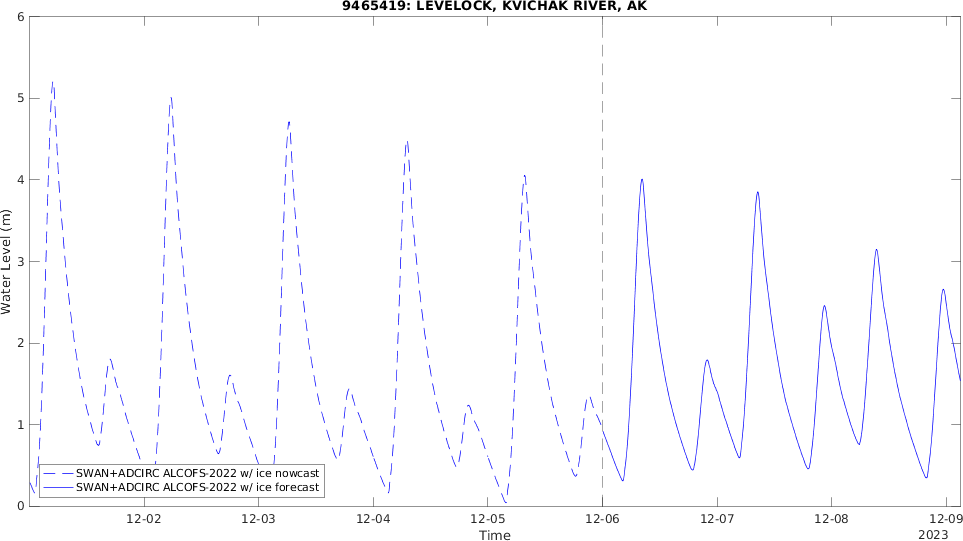 9465419: LEVELOCK, KVICHAK RIVER, AK
6
5
4
3
2
1
0
Water Level (m)
SWAN+ADCIRC ALCOFS-2022 w/ ice nowcast
SWAN+ADCIRC ALCOFS-2022 w/ ice forecast
12-02 12-03 12-04 12-05 12-06 12-07 12-08 12-09
Time
2023